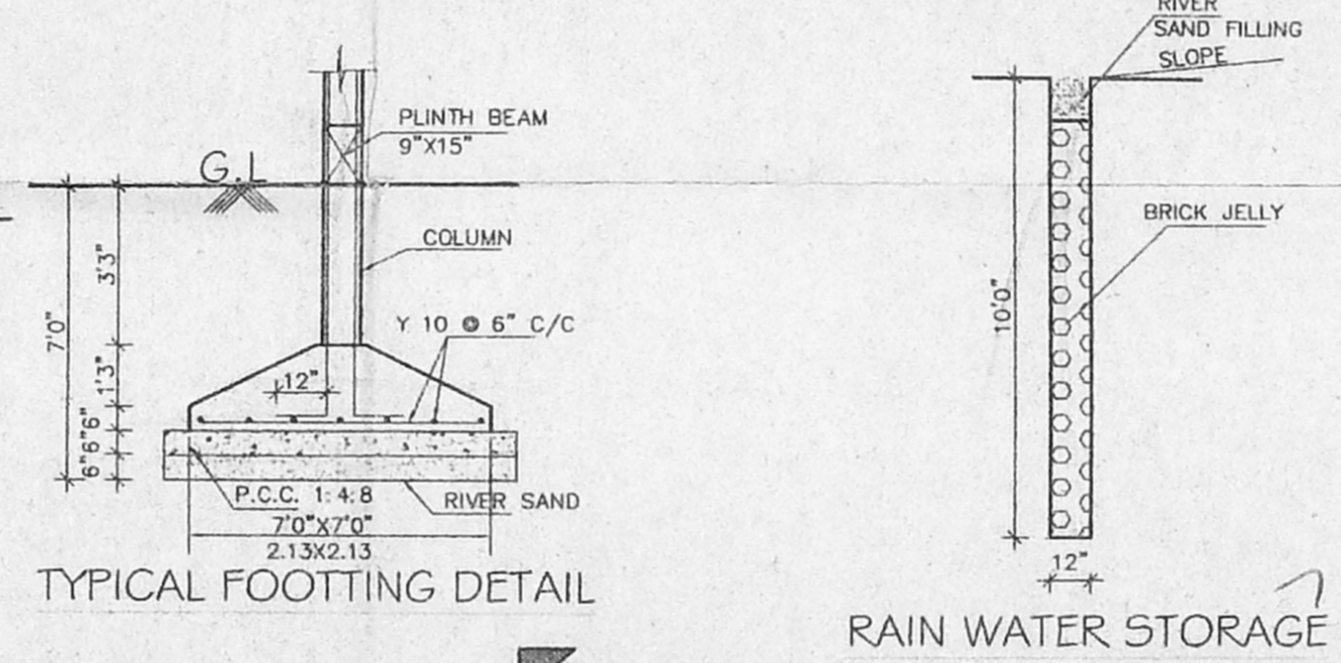 PLINTH BEAM
9"X15"
G.L
COLUMN
Y 10 @ 6" C/C
7'0"
3'3"
1'3"
6"
6"
6"
12"
P.C.C. 1:4:8
RIVER SAND
7'0"X7'0"
2.13X2.13
TYPICAL FOOTTING DETAIL
RIVER
SAND FILLING
SLOPE
BRICK JELLY
10'0"
12"
RAIN WATER STORAGE